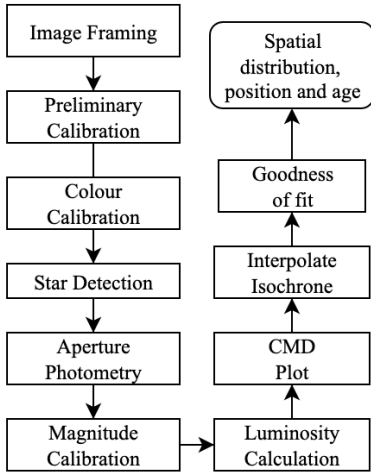 Image Framing
Preliminary
Calibration
Colour
Calibration
Star Detection
Aperture
Photometry
Magnitude
Calibration
Luminosity
Calculation
CMD
Plot
Interpolate
Isochrone
Goodness
of fit
Spatial
distribution,
position and age